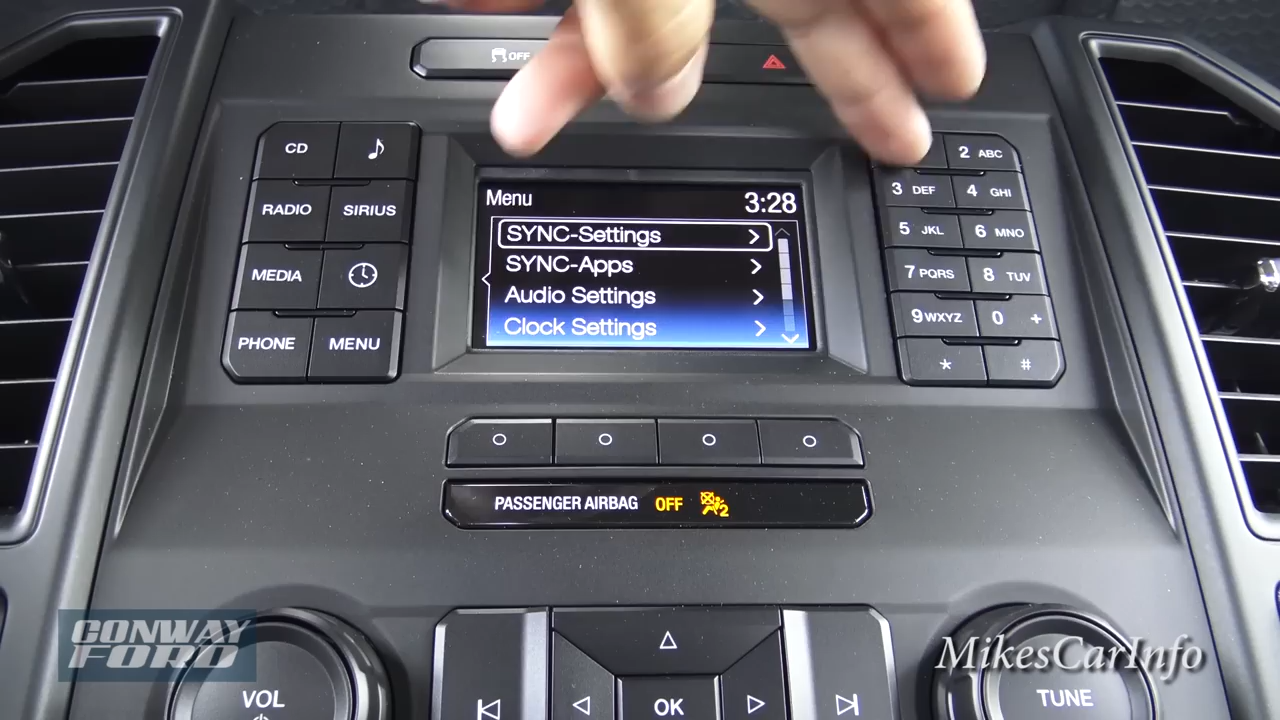 OFF
CD
RADIO SIRIUS
MEDIA
PHONE MENU
Menu 3:28
SYNC-Settings
SYNC-Apps
Audio Settings
Clock Settings
2 ABC
3 DEF 4 GHI
5 JKL 6 MNO
7 PQRS 8 TUV
9 WXYZ 0 +
* #
PASSENGER AIRBAG OFF 2
VOL
OK
TUNE
CONWAY
FORD
MikesCarInfo